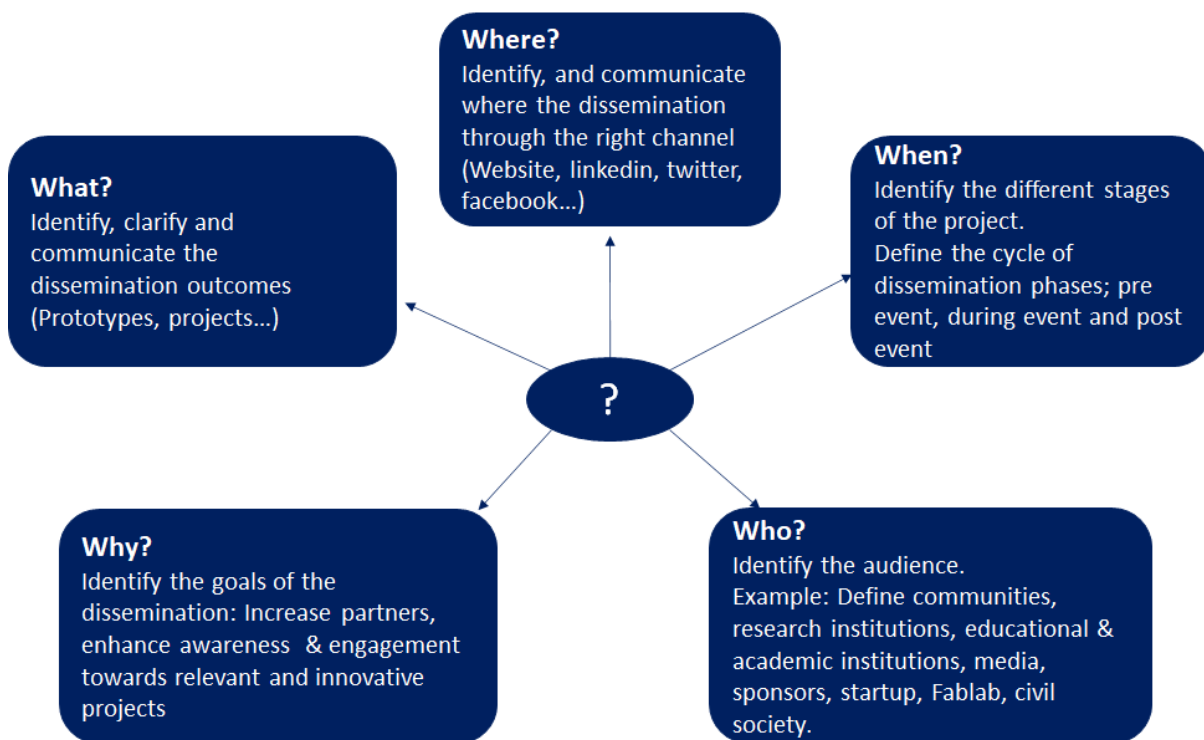 Where?
Identify, and communicate
where the dissemination
through the right channel
(Website, linkedin, twitter,
facebook...)
What?
Identify, clarify and
communicate the
dissemination outcomes
(Prototypes, projects...)
When?
Identify the different stages
of the project.
Define the cycle of
dissemination phases; pre
event, during event and post
event
?
Why?
Identify the goals of the
dissemination: Increase partners,
enhance awareness & engagement
towards relevant and innovative
projects
Who?
Identify the audience.
Example: Define communities,
research institutions, educational &
academic institutions, media,
sponsors, startup, Fablab, civil
society.